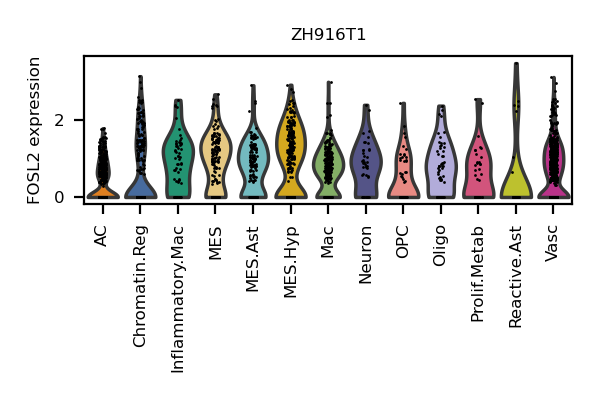 ZH916T1
FOSL2 expression
2
0
AC
Chromatin.Reg
Inflammatory.Mac
MES
MES.Ast
MES.Hyp
Mac
Neuron
OPC
Oligo
Prolif.Metab
Reactive.Ast
Vasc